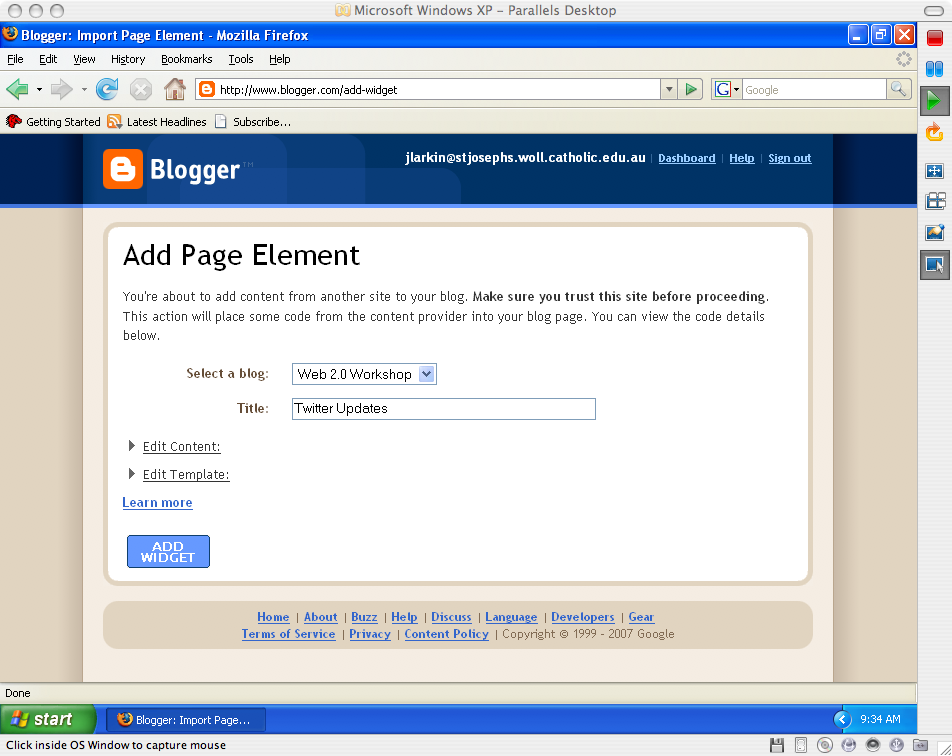 Microsoft Windows XP – Parallels Desktop
Blogger: Import Page Element - Mozilla Firefox
File Edit View History Bookmarks Tools Help
http://www.blogger.com/add-widget G Google
Getting Started Latest Headlines Subscribe...
Blogger™
jlarkin@stjosephs.woll.catholic.edu.au | Dashboard | Help | Sign out
Add Page Element
You're about to add content from another site to your blog. Make sure you trust this site before proceeding.
This action will place some code from the content provider into your blog page. You can view the code details
below.
Select a blog: Web 2.0 Workshop
Title: Twitter Updates
Edit Content:
Edit Template:
Learn more
ADD
WIDGET
Home | About | Buzz | Help | Discuss | Language | Developers | Gear
Terms of Service | Privacy | Content Policy | Copyright © 1999 - 2007 Google
Done
start Blogger: Import Page... 9:34 AM
Click inside OS Window to capture mouse